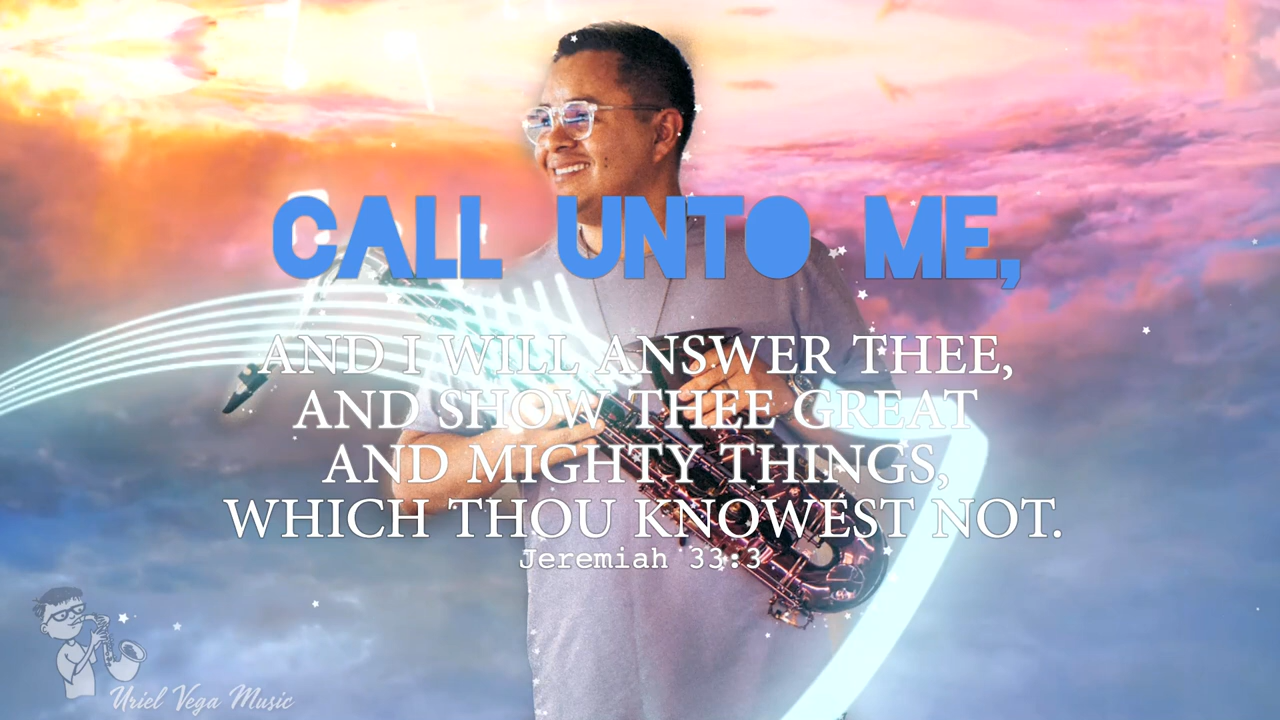 CALL UNTO ME,
AND I WILL ANSWER THEE,
AND SHOW THEE GREAT
AND MIGHTY THINGS,
WHICH THOU KNOWEST NOT.
Jeremiah 33:3
Uriel Vega Music